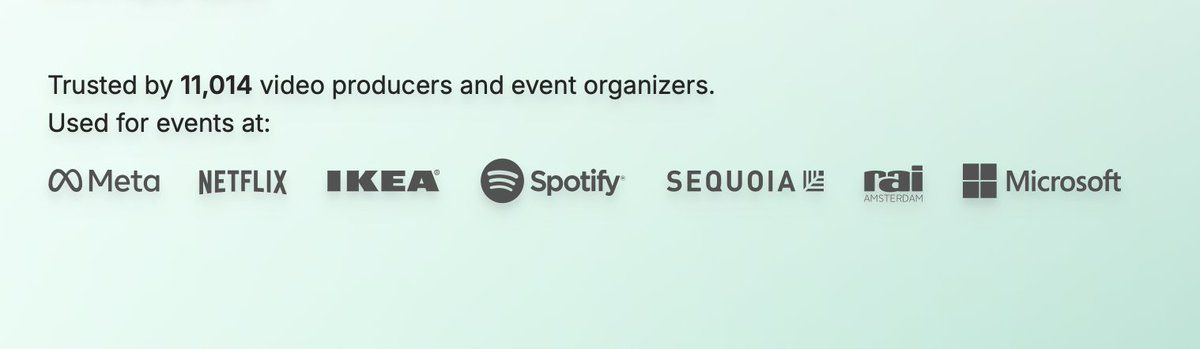 Trusted by 11,014 video producers and event organizers.
Used for events at:
Meta NETFLIX IKEA® Spotify® SEQUOIA rai AMSTERDAM Microsoft